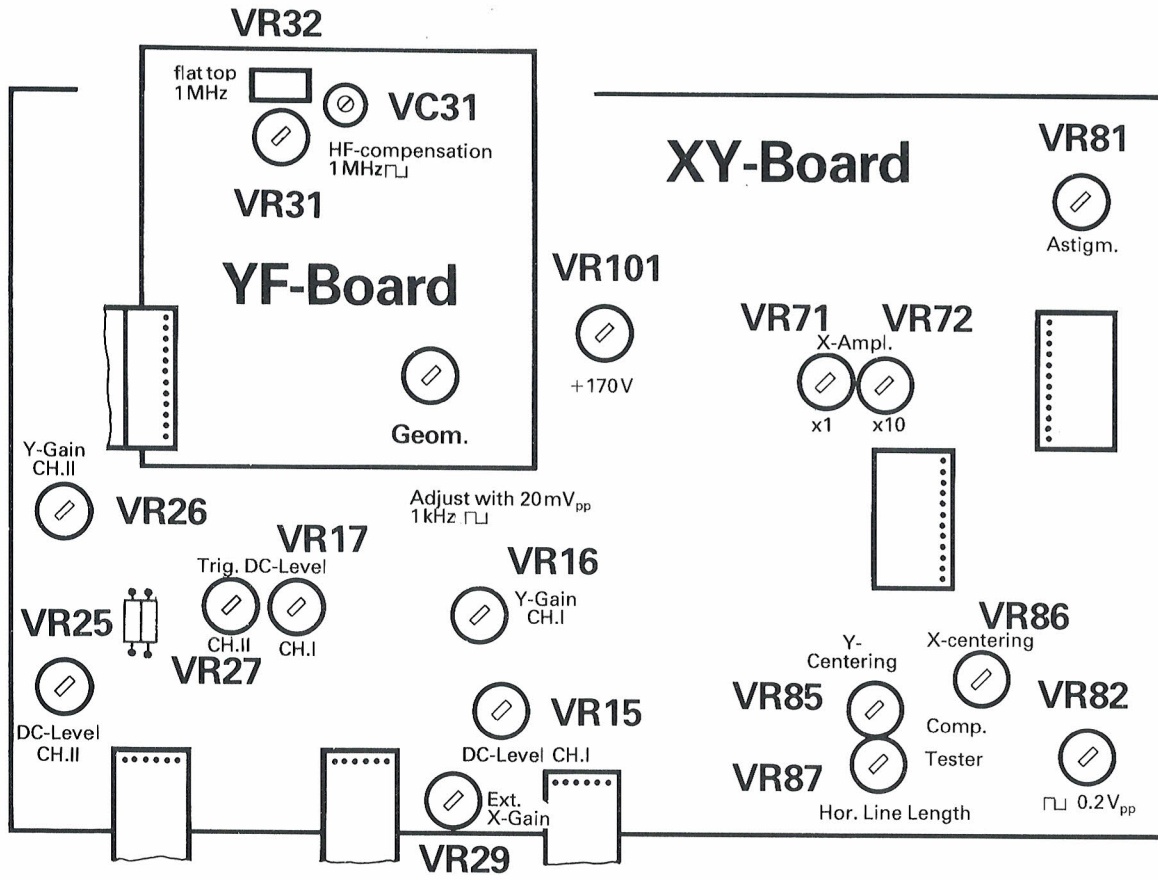 VR32
flat top
1MHz
VC31
HF-compensation
1MHz⊓⊔
VR31
YF-Board
Geom.
XY-Board
VR81
Astigm.
VR101
+170V
VR71
VR72
X-Ampl.
x1
x10
Y-Gain
CH.II
VR26
Adjust with 20mVpp
1kHz ⊓⊔
VR17
Trig. DC-Level
CH.II
CH.I
VR27
VR16
Y-Gain
CH.I
VR25
DC-Level
CH.II
VR15
DC-Level CH.I
Ext.
X-Gain
VR29
VR86
X-centering
Y-
Centering
VR85
Comp.
Tester
VR87
Hor. Line Length
VR82
⊓⊔ 0.2Vpp